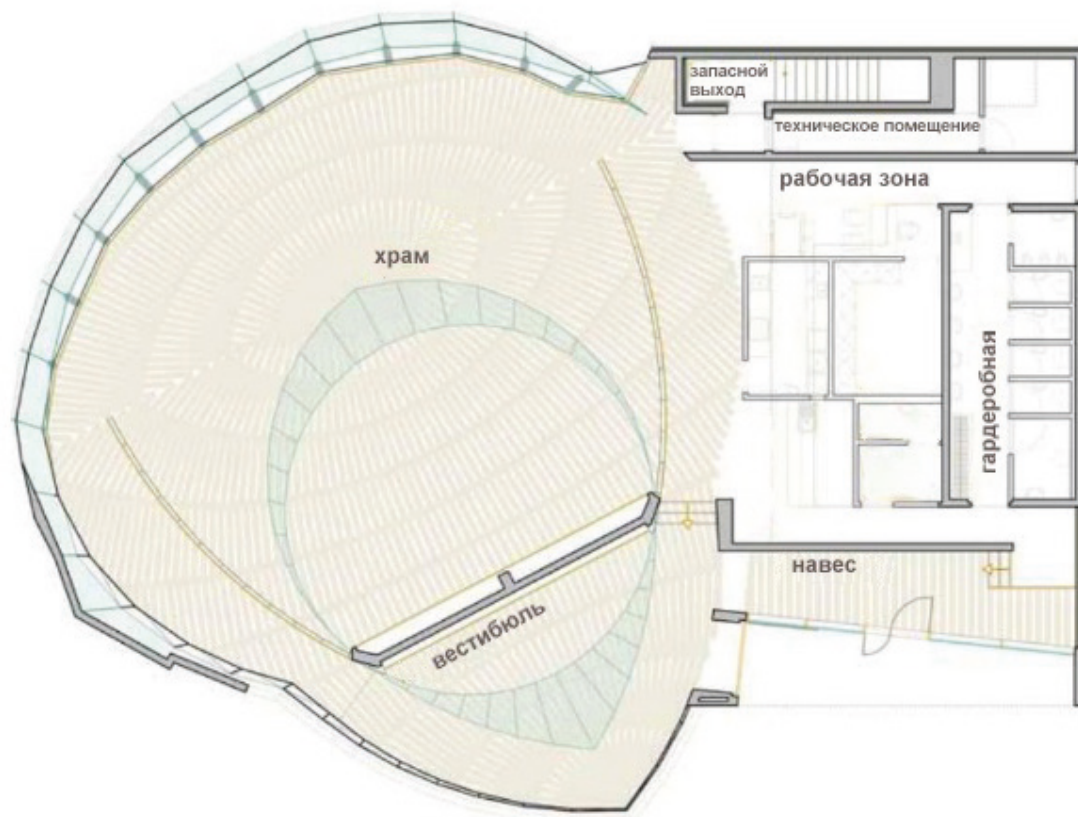 запасной
выход
техническое помещение
рабочая зона
храм
гардеробная
навес
вестибюль